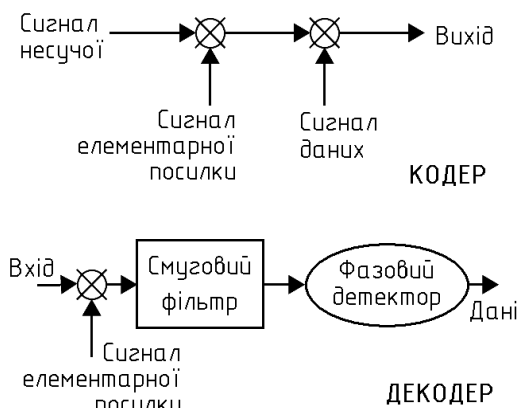 Сигнал
несучої
Вихід
Сигнал
елементарної
посилки
Сигнал
даних
КОДЕР
Вхід
Смуговий
фільтр
Фазовий
детектор
Дані
Сигнал
елементарної
посилки
ДЕКОДЕР